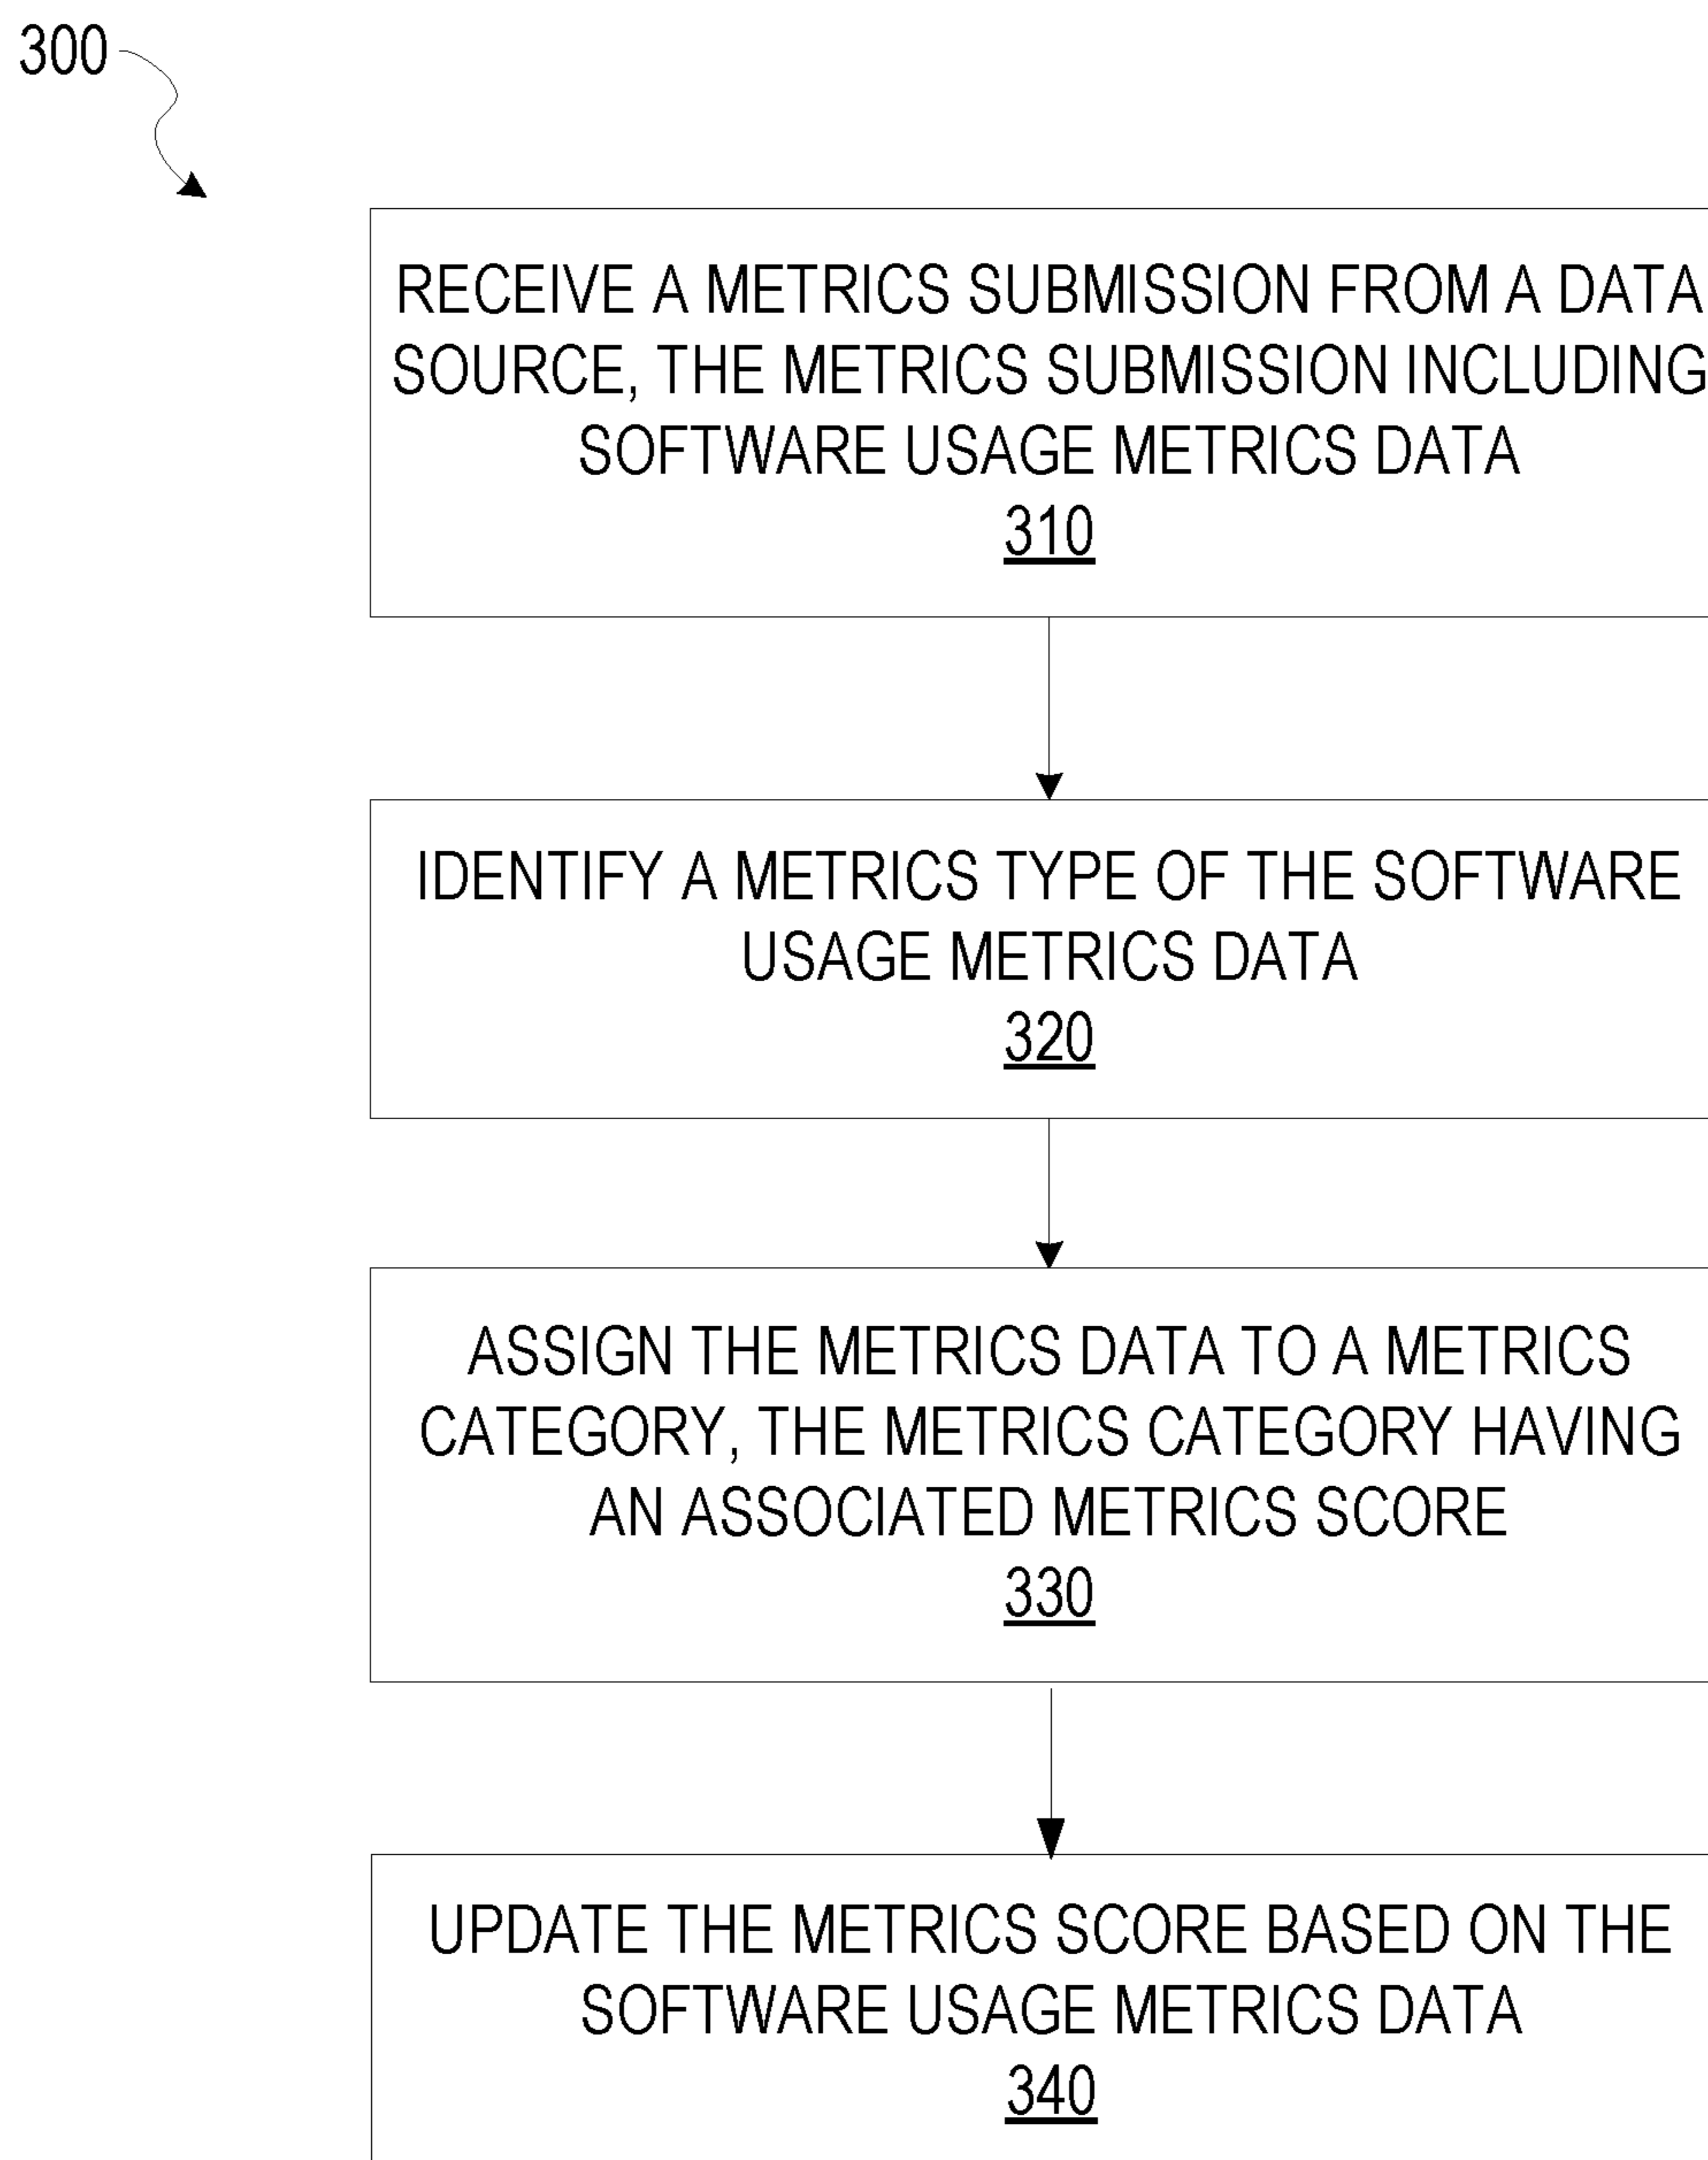 300
RECEIVE A METRICS SUBMISSION FROM A DATA
SOURCE, THE METRICS SUBMISSION INCLUDING
SOFTWARE USAGE METRICS DATA
310
IDENTIFY A METRICS TYPE OF THE SOFTWARE
USAGE METRICS DATA
320
ASSIGN THE METRICS DATA TO A METRICS
CATEGORY, THE METRICS CATEGORY HAVING
AN ASSOCIATED METRICS SCORE
330
UPDATE THE METRICS SCORE BASED ON THE
SOFTWARE USAGE METRICS DATA
340